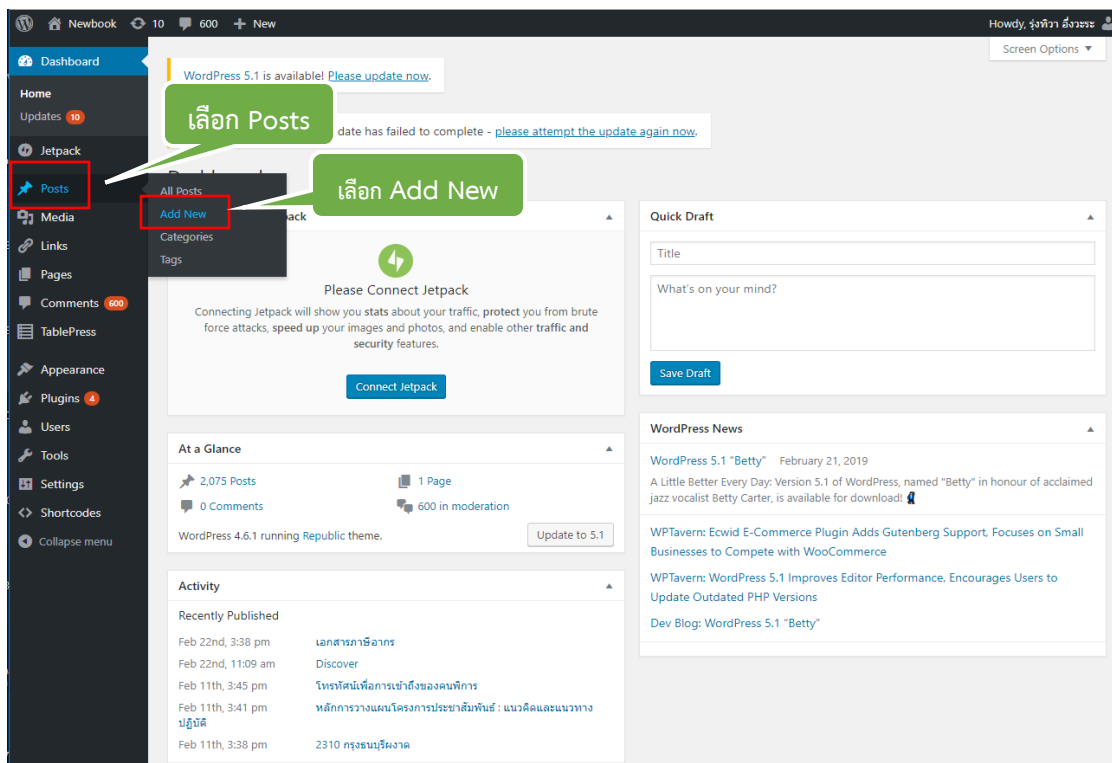 Newbook 10 600 New
Howdy, รุ่งทิวา อึ่งวะระ
Screen Options
Dashboard
Home
Updates 10
Jetpack
Posts
Media
Links
Pages
Comments 600
TablePress
Appearance
Plugins 4
Users
Tools
Settings
Shortcodes
Collapse menu
WordPress 5.1 is available! Please update now.
date has failed to complete - please attempt the update again now.
เลือก Posts
เลือก Add New
All Posts
Add New
Categories
Tags
Please Connect Jetpack
Connecting Jetpack will show you stats about your traffic, protect you from brute
force attacks, speed up your images and photos, and enable other traffic and
security features.
Connect Jetpack
At a Glance
2,075 Posts
1 Page
0 Comments
600 in moderation
WordPress 4.6.1 running Republic theme.
Update to 5.1
Activity
Recently Published
Feb 22nd, 3:38 pm เอกสารภาษีอากร
Feb 22nd, 11:09 am Discover
Feb 11th, 3:45 pm โทรทัศน์เพื่อการเข้าถึงของคนพิการ
Feb 11th, 3:41 pm หลักการวางแผนโครงการประชาสัมพันธ์ : แนวคิดและแนวทาง
ปฏิบัติ
Feb 11th, 3:38 pm 2310 กรุงธนบุรีผงาด
Quick Draft
Title
What's on your mind?
Save Draft
WordPress News
WordPress 5.1 "Betty" February 21, 2019
A Little Better Every Day: Version 5.1 of WordPress, named "Betty" in honour of acclaimed
jazz vocalist Betty Carter, is available for download!
WPTavern: Ecwid E-Commerce Plugin Adds Gutenberg Support, Focuses on Small
Businesses to Compete with WooCommerce
WPTavern: WordPress 5.1 Improves Editor Performance, Encourages Users to
Update Outdated PHP Versions
Dev Blog: WordPress 5.1 "Betty"